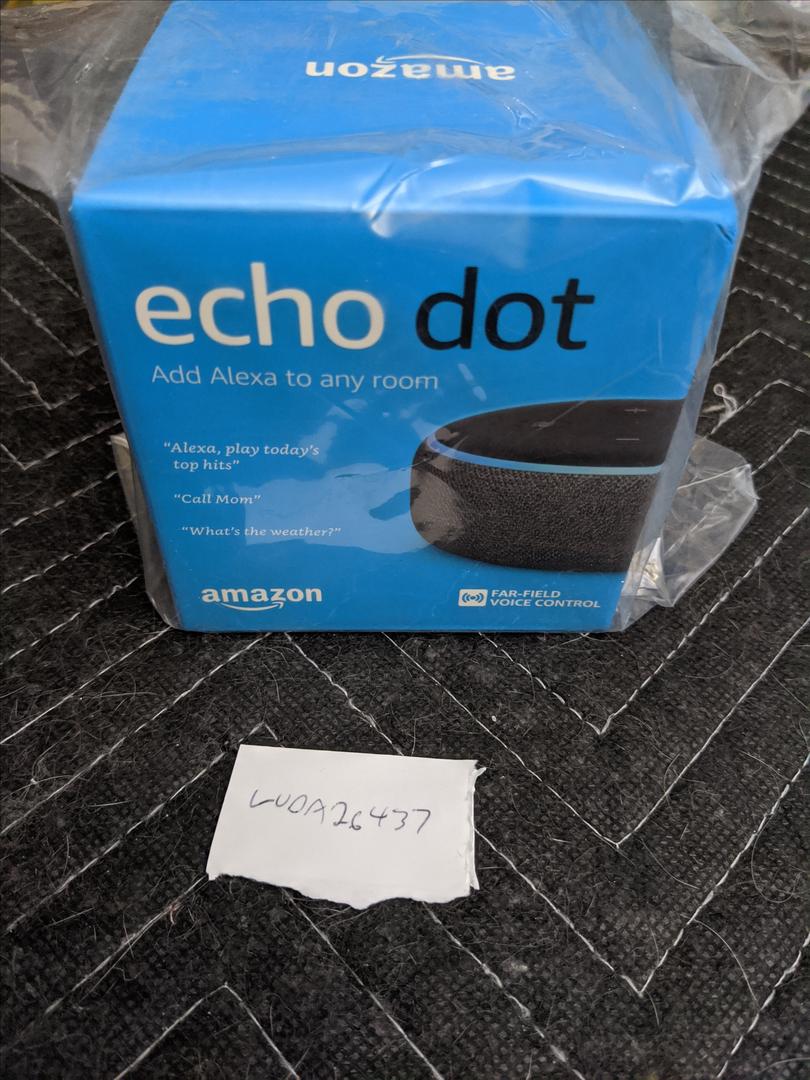 amazon
echo dot
Add Alexa to any room
“Alexa, play today’s
top hits”
“Call Mom”
“What’s the weather?”
amazon
FAR-FIELD
VOICE CONTROL